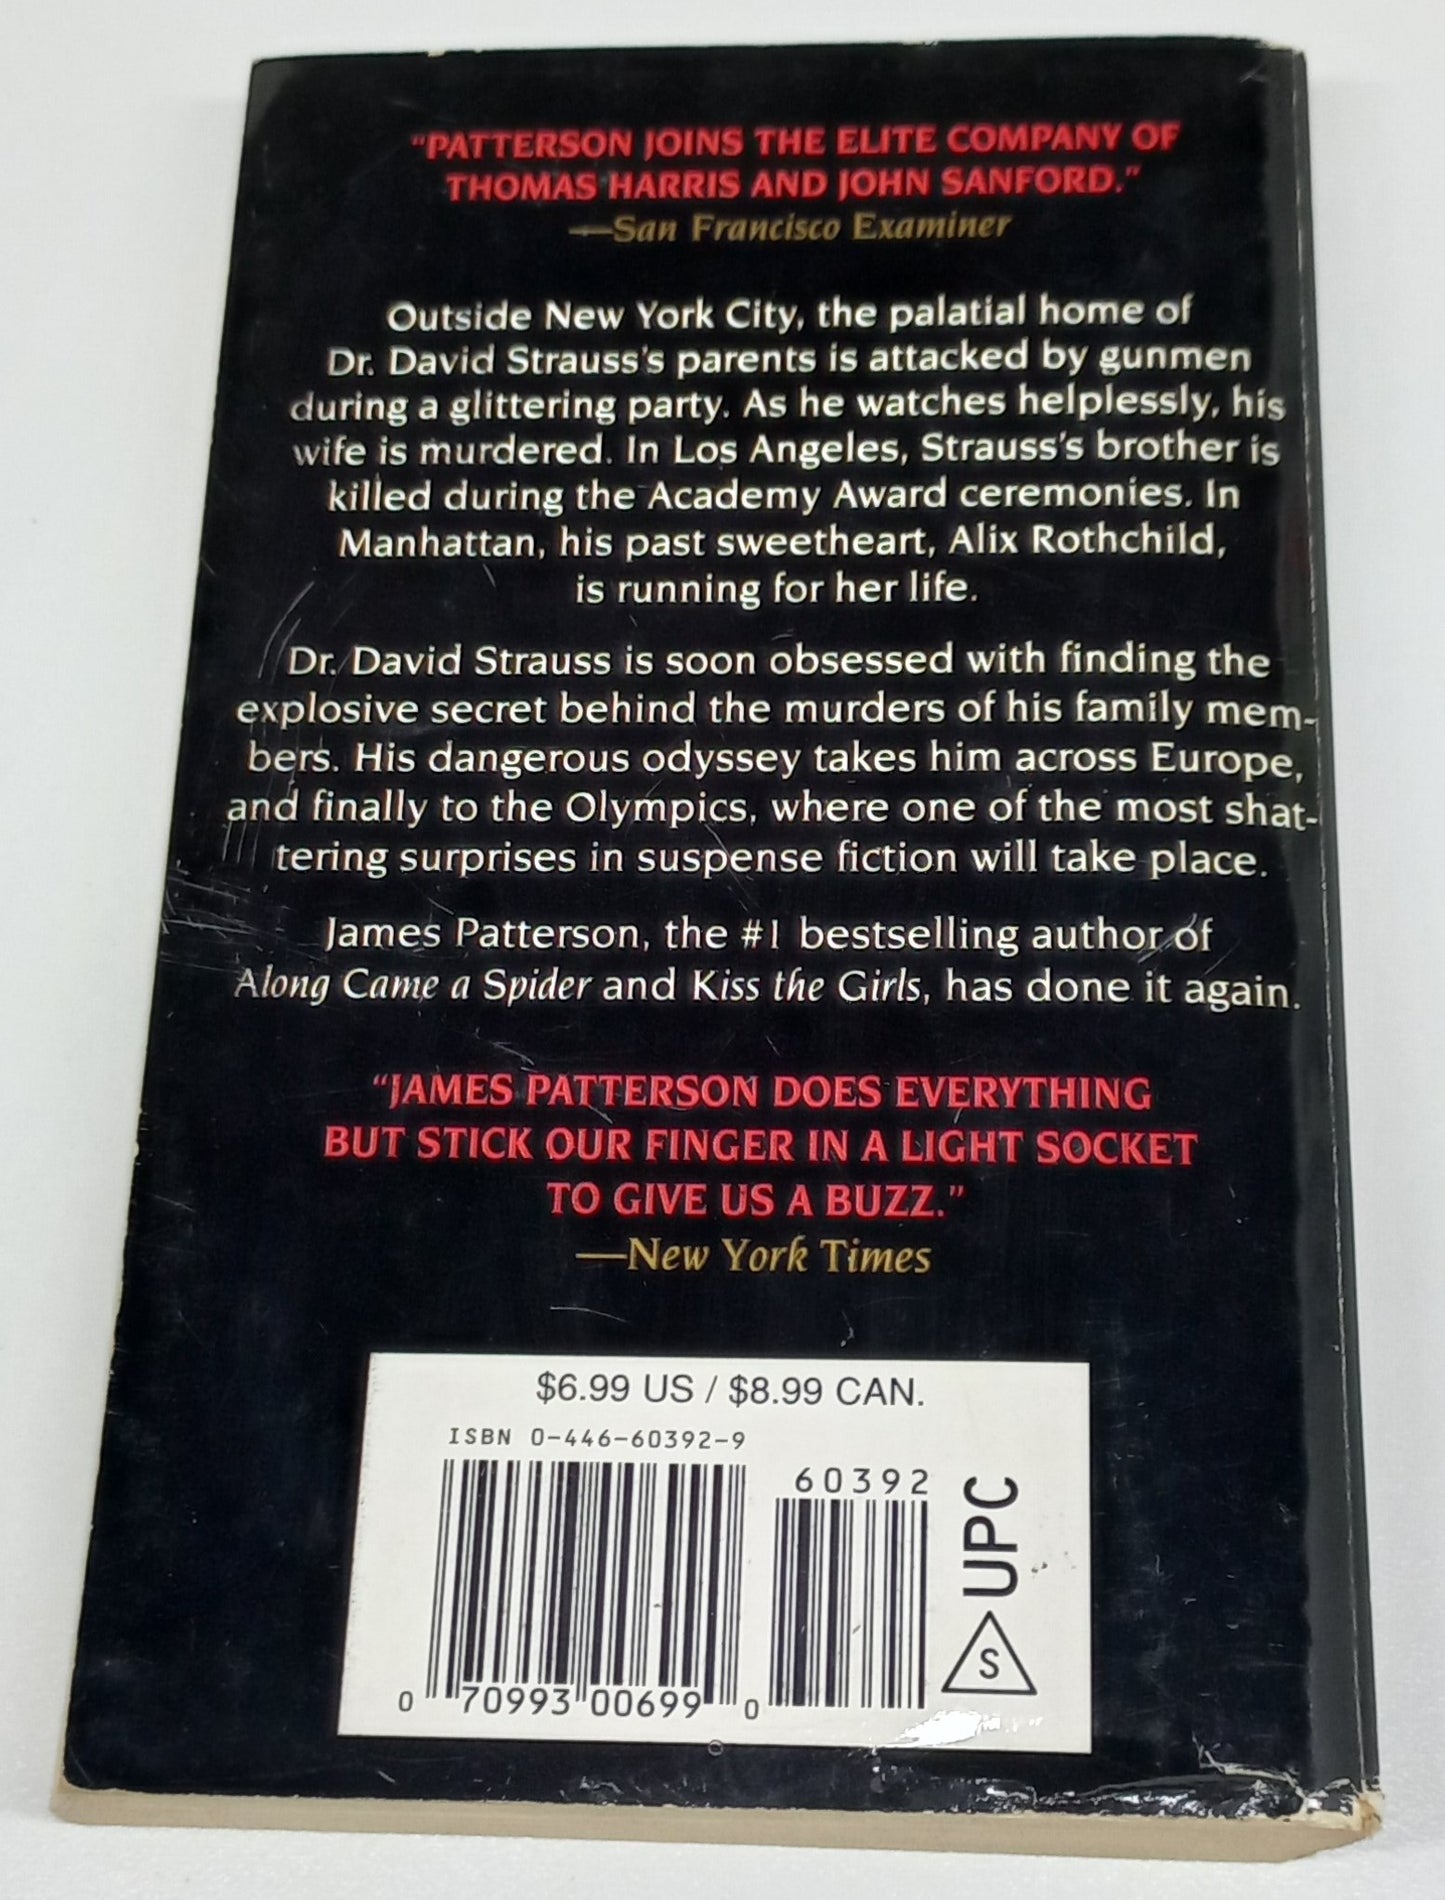 "PATTERSON JOINS THE ELITE COMPANY OF
THOMAS HARRIS AND JOHN SANFORD."
—San Francisco Examiner
Outside New York City, the palatial home of
Dr. David Strauss's parents is attacked by gunmen
during a glittering party. As he watches helplessly, his
wife is murdered. In Los Angeles, Strauss's brother is
killed during the Academy Award ceremonies. In
Manhattan, his past sweetheart, Alix Rothchild,
is running for her life.
Dr. David Strauss is soon obsessed with finding the
explosive secret behind the murders of his family mem-
bers. His dangerous odyssey takes him across Europe,
and finally to the Olympics, where one of the most shat-
tering surprises in suspense fiction will take place.
James Patterson, the #1 bestselling author of
Along Came a Spider and Kiss the Girls, has done it again.
"JAMES PATTERSON DOES EVERYTHING
BUT STICK OUR FINGER IN A LIGHT SOCKET
TO GIVE US A BUZZ."
—New York Times
$6.99 US / $8.99 CAN.
ISBN 0-446-60392-9
60392
UPC
S
0 70993 00699 0